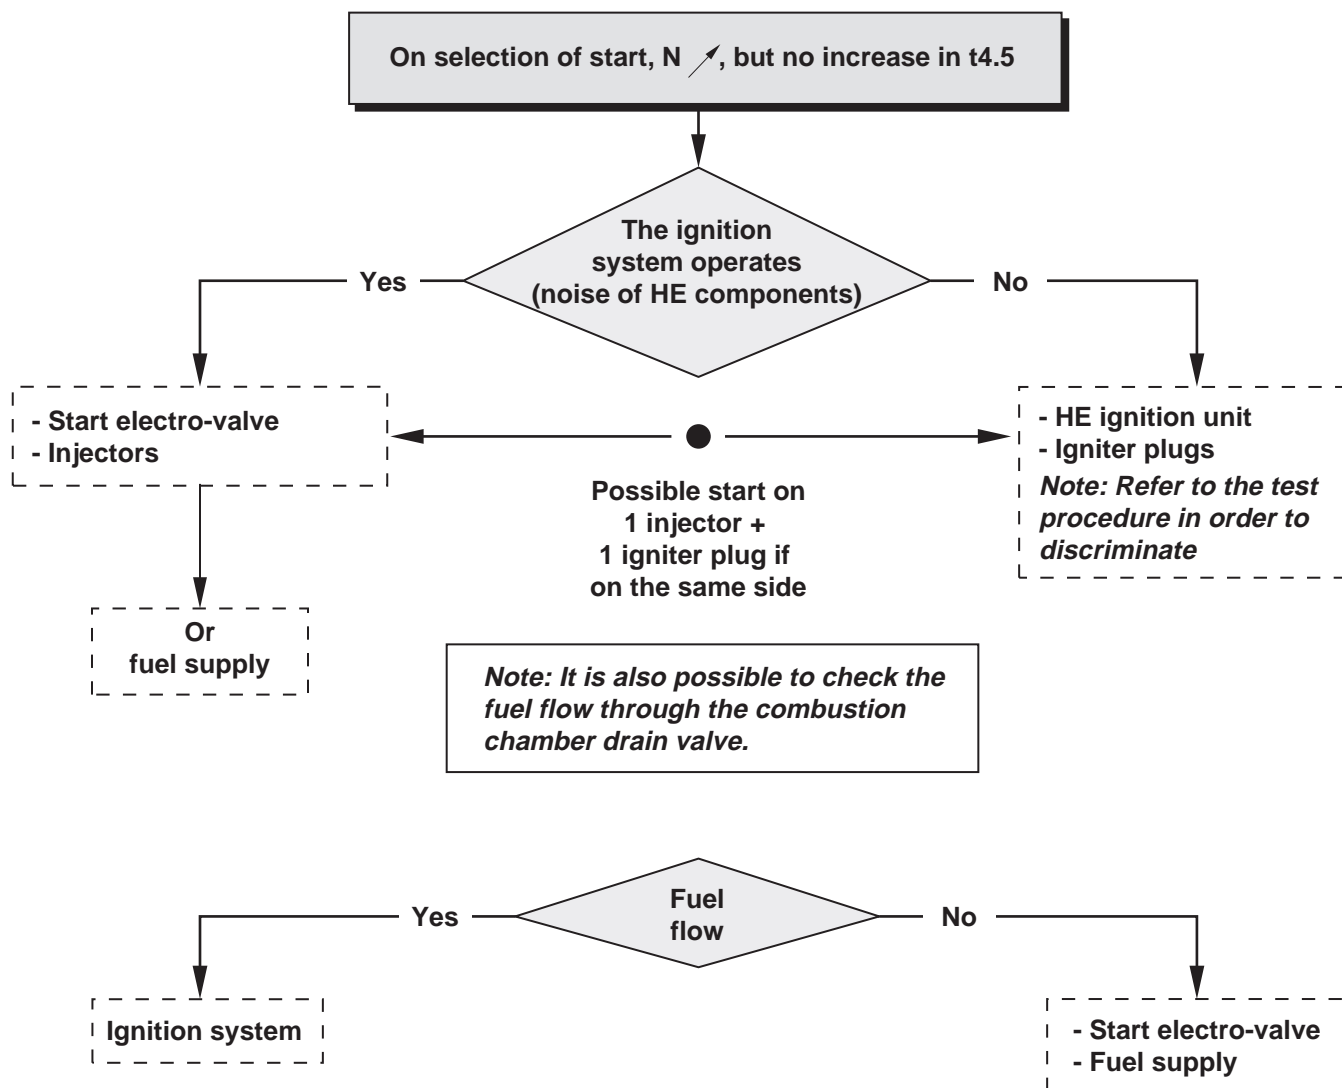 On selection of start, N ↗, but no increase in t4.5
The ignition
system operates
(noise of HE components)
Yes
No
- Start electro-valve
- Injectors
- HE ignition unit
- Igniter plugs
Note: Refer to the test
procedure in order to
discriminate
Possible start on
1 injector +
1 igniter plug if
on the same side
Or
fuel supply
Note: It is also possible to check the
fuel flow through the combustion
chamber drain valve.
Fuel
flow
Yes
No
Ignition system
- Start electro-valve
- Fuel supply